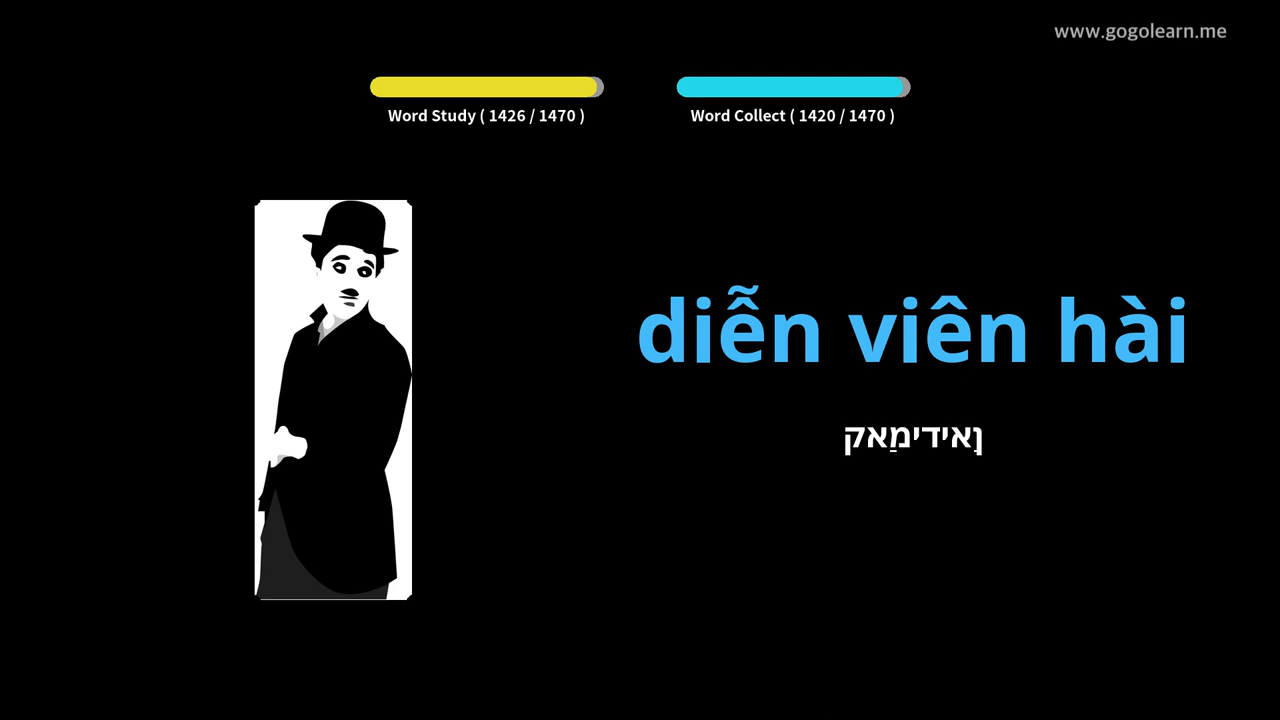 www.gogolearn.me
Word Study ( 1426 / 1470 )
Word Collect ( 1420 / 1470 )
diễn viên hài
ןִאידימַאק